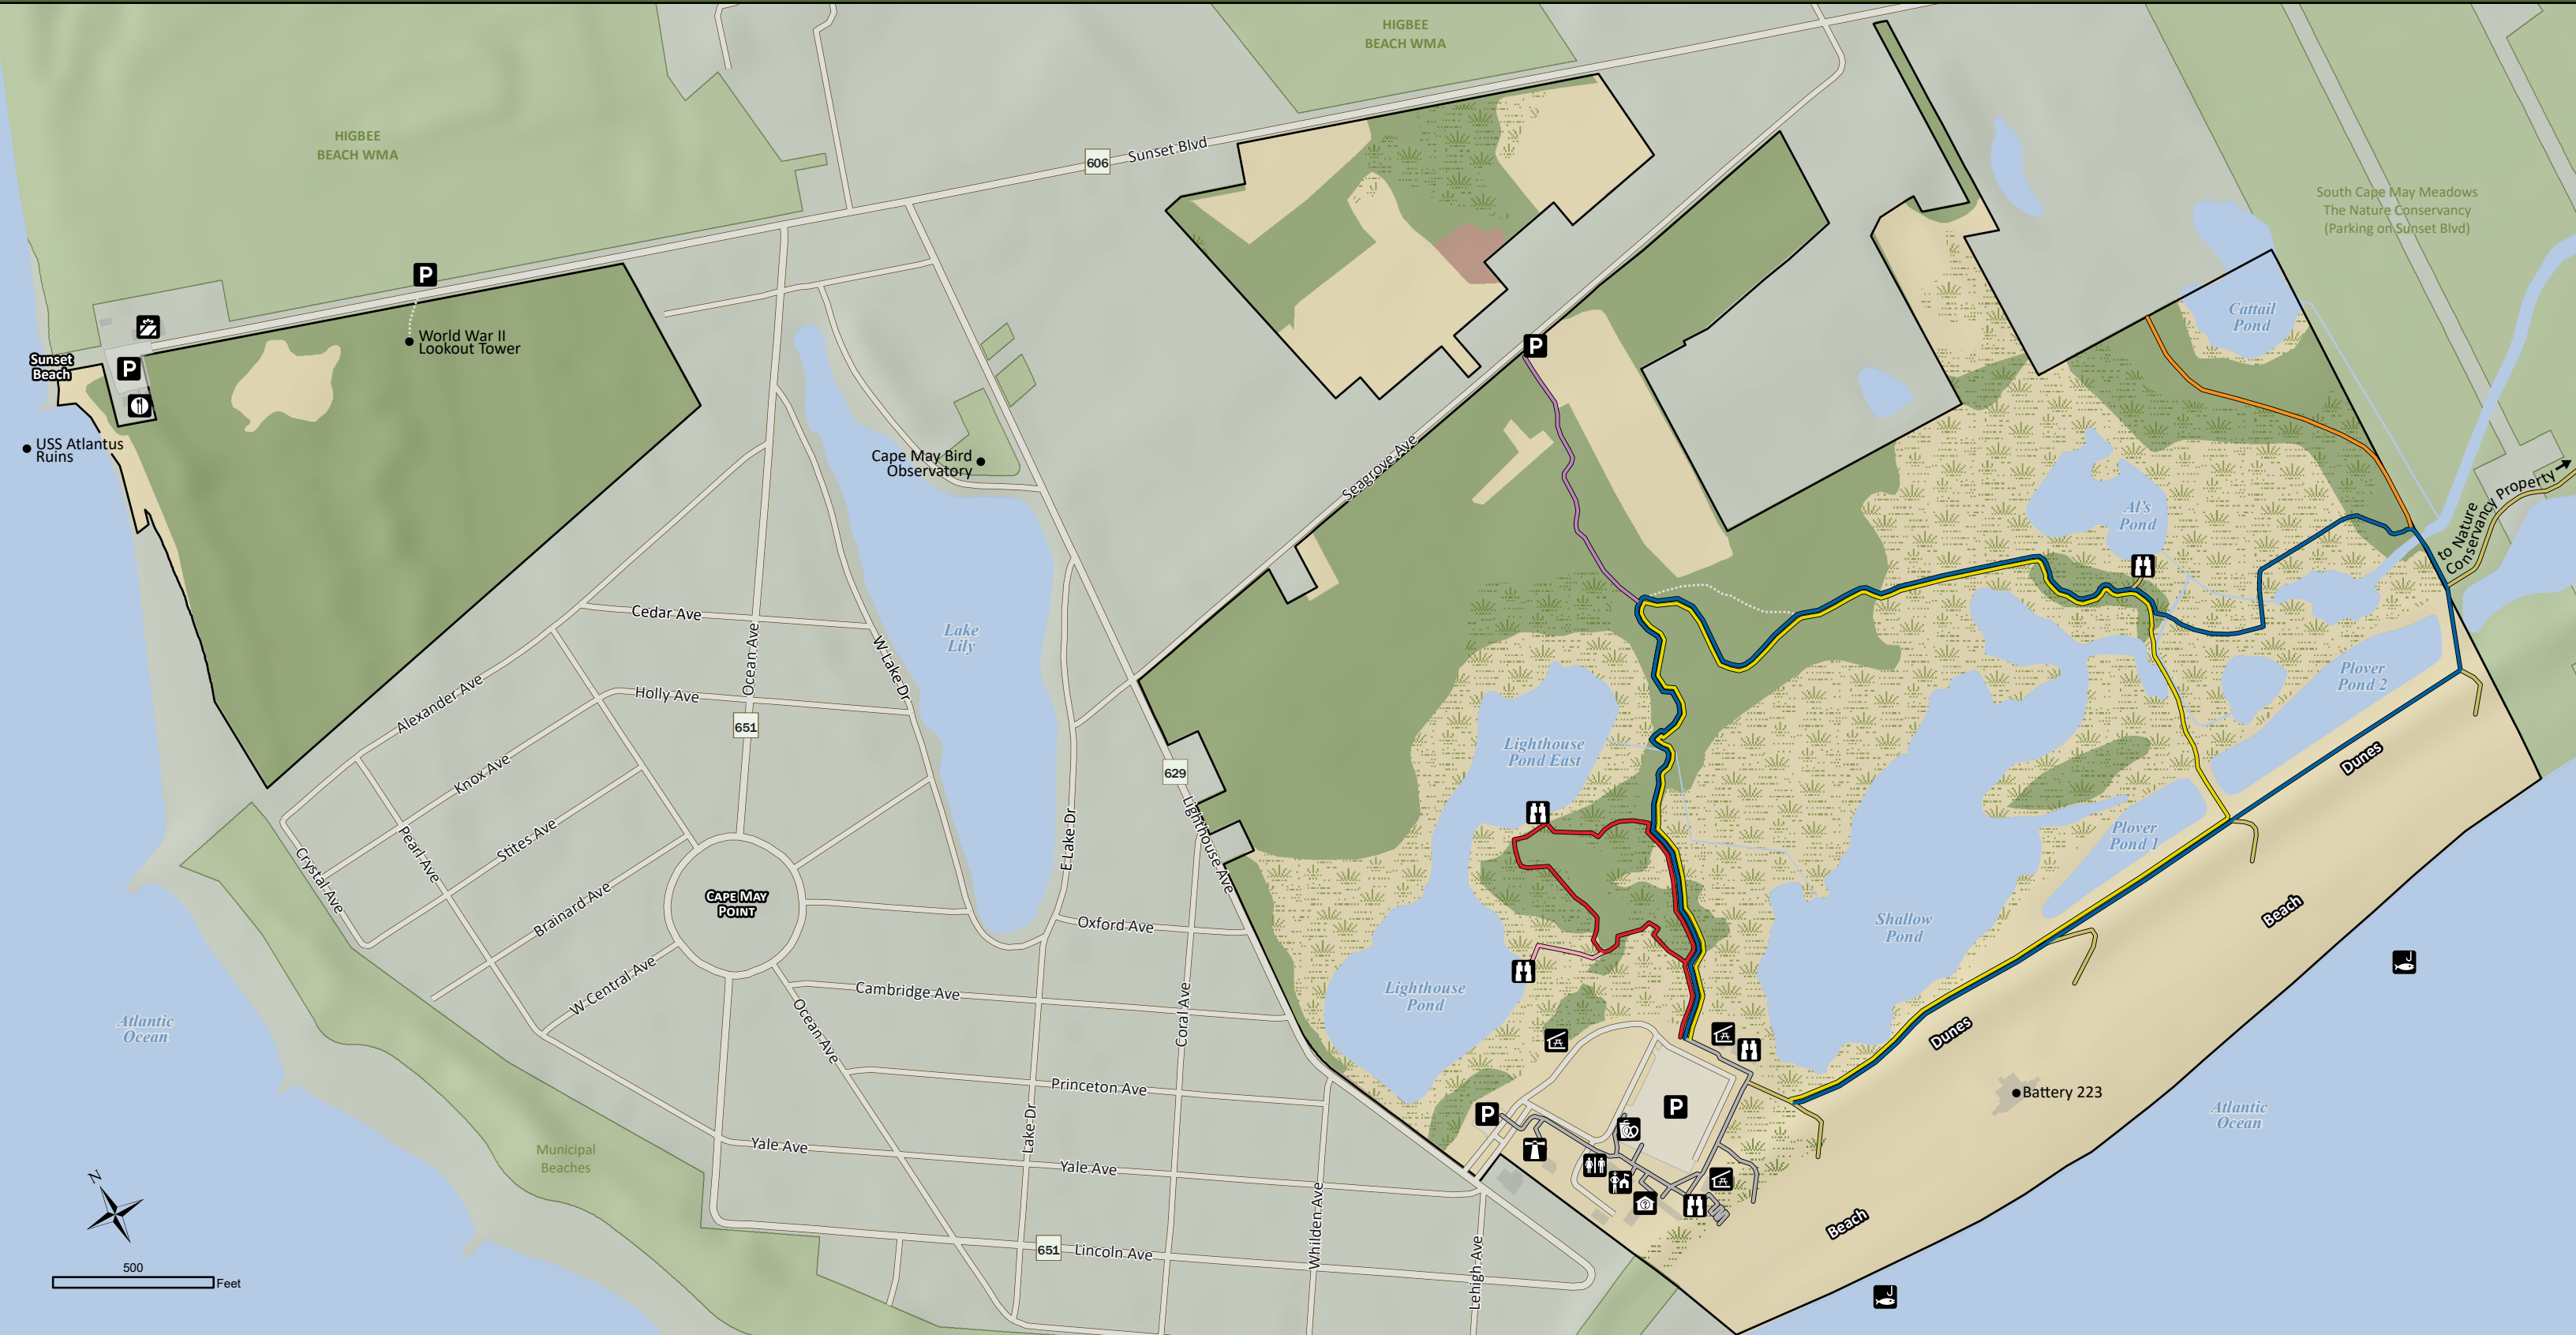 HIGBEE
BEACH WMA
HIGBEE
BEACH WMA
606
Sunset Blvd
South Cape May Meadows
The Nature Conservancy
(Parking on Sunset Blvd)
P
World War II
Lookout Tower
Sunset
Beach
P
USS Atlantus
Ruins
Cattail
Pond
P
Cape May Bird
Observatory
Seagrove Ave
to Nature
Conservancy Property
Al's
Pond
Cedar Ave
Ocean Ave
W Lake Dr
Lake
Lily
Holly Ave
Alexander Ave
651
Plover
Pond 2
Lighthouse
Pond East
629
Lighthouse Ave
Knox Ave
Dunes
Stites Ave
Pearl Ave
Crystal Ave
E Lake Dr
Plover
Pond 1
Brainard Ave
Cape May
Point
Oxford Ave
Shallow
Pond
Beach
W Central Ave
Cambridge Ave
Coral Ave
Lighthouse
Pond
Ocean Ave
Atlantic
Ocean
Dunes
Princeton Ave
Battery 223
P
P
Atlantic
Ocean
Lake Dr
Yale Ave
Yale Ave
Municipal
Beaches
Whilden Ave
Beach
N
651
Lincoln Ave
Lehigh Ave
500
Feet